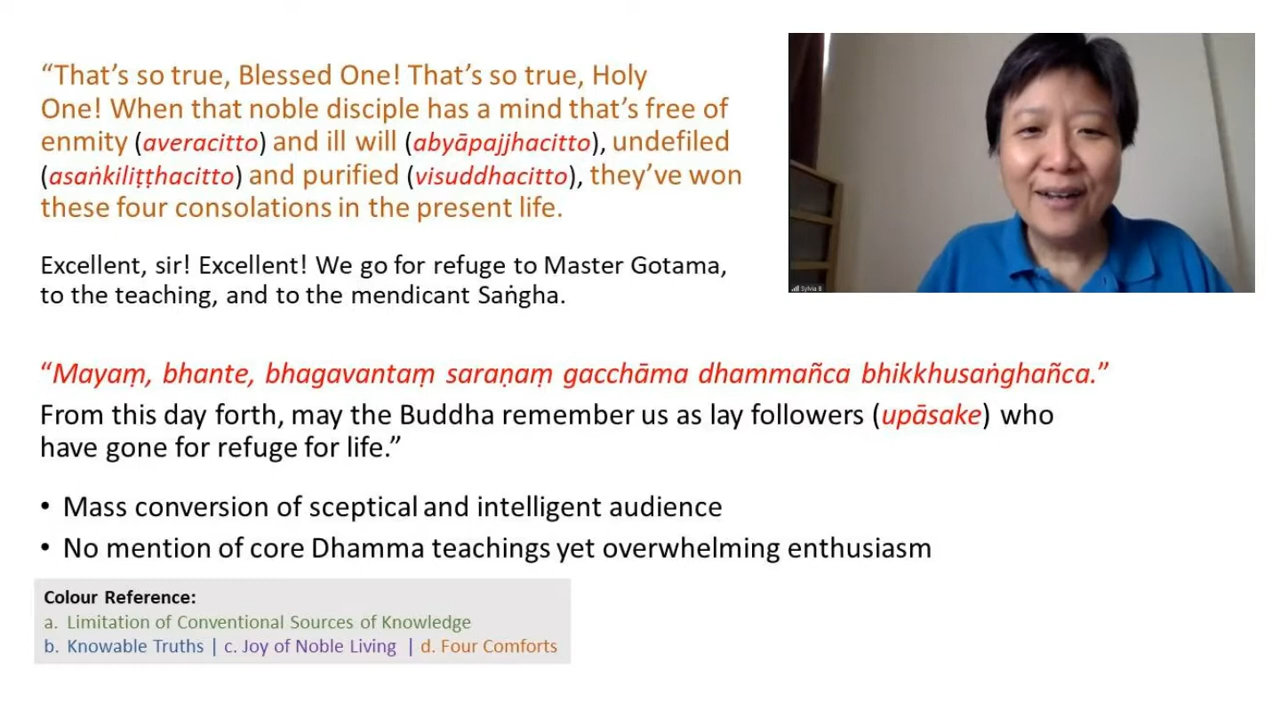 “That’s so true, Blessed One! That’s so true, Holy
One! When that noble disciple has a mind that’s free of
enmity (averacitto) and ill will (abyāpajjhacitto), undefiled
(asaṅkiliṭṭhacitto) and purified (visuddhacitto), they’ve won
these four consolations in the present life.
Excellent, sir! Excellent! We go for refuge to Master Gotama,
to the teaching, and to the mendicant Saṅgha.
“Mayaṃ, bhante, bhagavantaṃ saraṇaṃ gacchāma dhammañca bhikkhusaṅghañca.”
From this day forth, may the Buddha remember us as lay followers (upāsake) who
have gone for refuge for life.”
• Mass conversion of sceptical and intelligent audience
• No mention of core Dhamma teachings yet overwhelming enthusiasm
Colour Reference:
a. Limitation of Conventional Sources of Knowledge
b. Knowable Truths | c. Joy of Noble Living | d. Four Comforts
Sylvia B